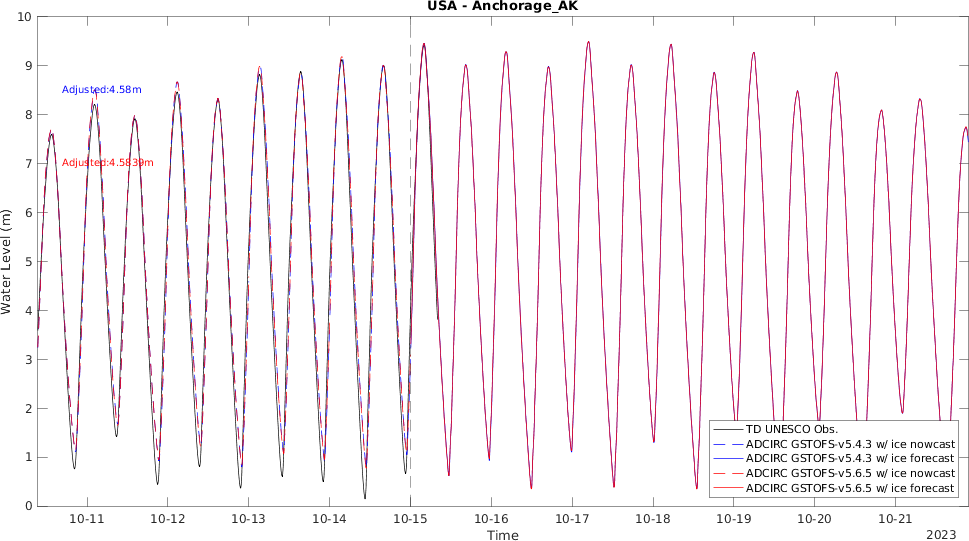 USA - Anchorage_AK
10
9
8
7
6
5
4
3
2
1
0
Water Level (m)
Adjusted:4.58m
Adjusted:4.5839m
TD UNESCO Obs.
ADCIRC GSTOFS-v5.4.3 w/ ice nowcast
ADCIRC GSTOFS-v5.4.3 w/ ice forecast
ADCIRC GSTOFS-v5.6.5 w/ ice nowcast
ADCIRC GSTOFS-v5.6.5 w/ ice forecast
10-11 10-12 10-13 10-14 10-15 10-16 10-17 10-18 10-19 10-20 10-21
Time
2023